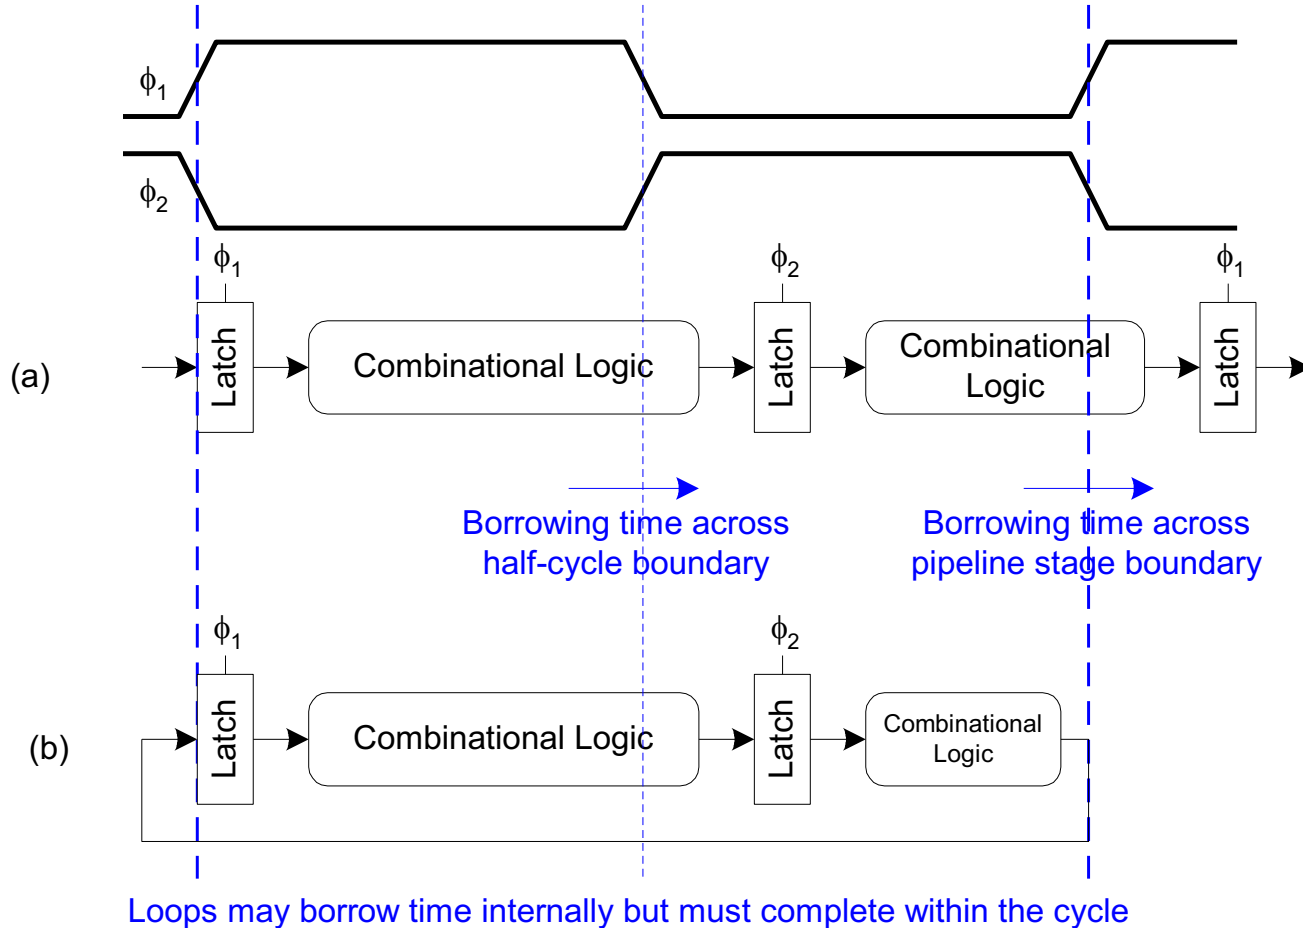 ϕ1
ϕ2
ϕ1 ϕ2 ϕ1
(a)
Latch
Combinational Logic
Latch
Combinational
Logic
Latch
Borrowing time across
half-cycle boundary
Borrowing time across
pipeline stage boundary
ϕ1 ϕ2
(b)
Latch
Combinational Logic
Latch
Combinational
Logic
Loops may borrow time internally but must complete within the cycle